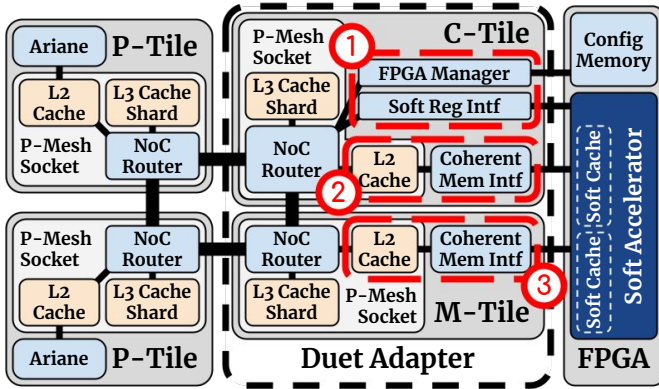 Ariane
P-Tile
L2
Cache
L3 Cache
Shard
P-Mesh
Socket
NoC
Router
P-Mesh
Socket
NoC
Router
L2
Cache
L3 Cache
Shard
Ariane
P-Tile
P-Mesh
Socket
1
C-Tile
L3 Cache
Shard
FPGA Manager
Soft Reg Intf
NoC
Router
2
L2
Cache
Coherent
Mem Intf
NoC
Router
L2
Cache
Coherent
Mem Intf
3
L3 Cache
Shard
P-Mesh
Socket
M-Tile
Duet Adapter
Config
Memory
Soft Cache
Soft Cache
Soft Accelerator
FPGA